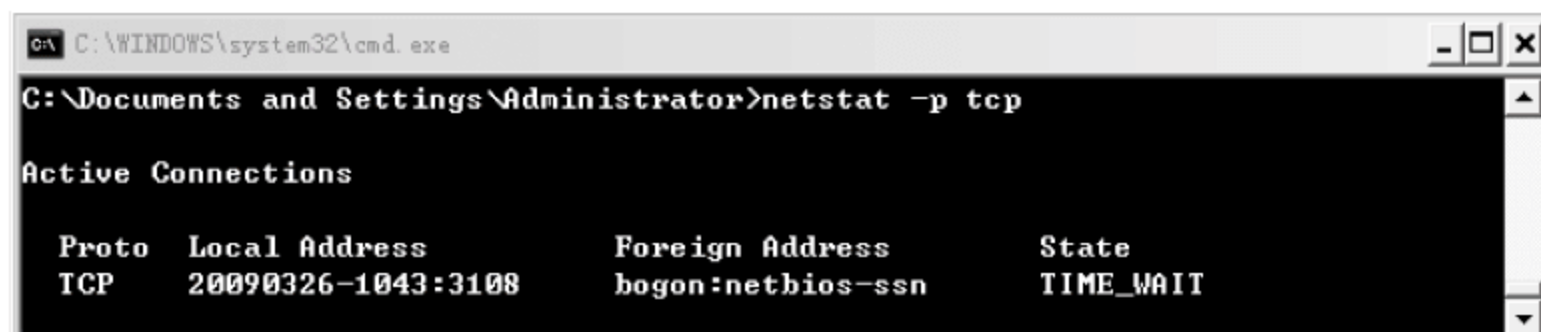 C:\WINDOWS\system32\cmd.exe
C:\Documents and Settings\Administrator>netstat -p tcp
Active Connections
Proto Local Address Foreign Address State
TCP 20090326-1043:3108 bogon:netbios-ssn TIME_WAIT